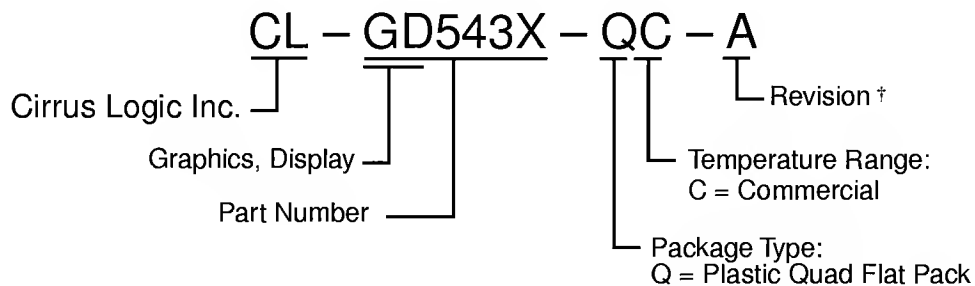 CL – GD543X – QC – A
Cirrus Logic Inc.
Revision †
Graphics, Display
Temperature Range:
C = Commercial
Part Number
Package Type:
Q = Plastic Quad Flat Pack